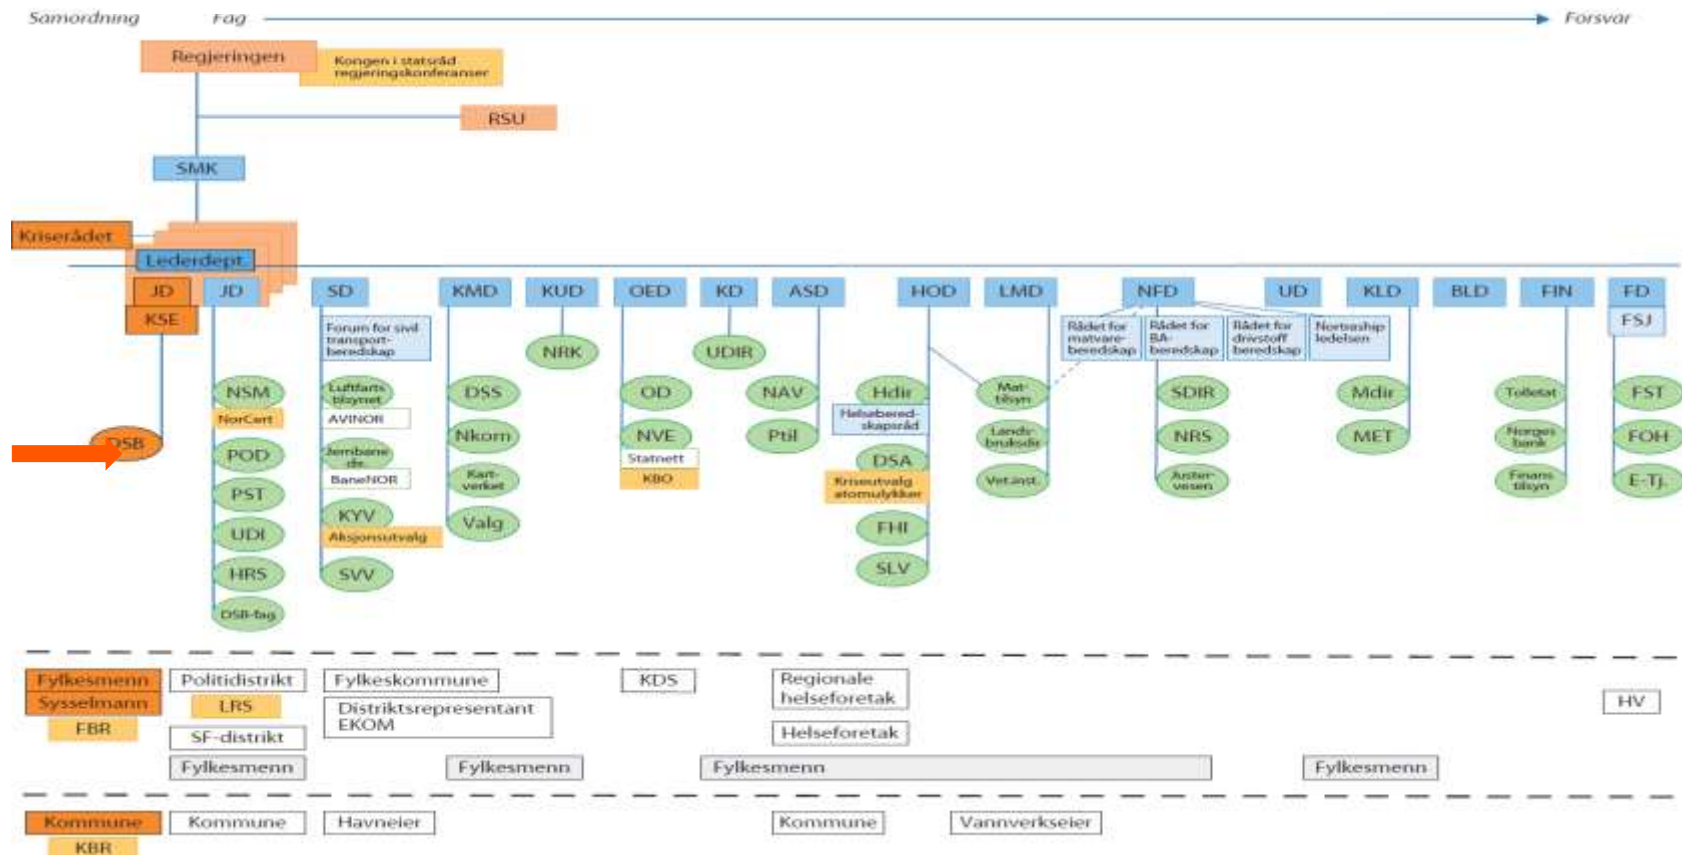 Samordning
Fag
Forsvar
Regjeringen
Kongen i statsråd
regjeringskonferanser
RSU
SMK
Kriserådet
Lederdept.
JD
JD
SD
KMD
KUD
OED
KD
ASD
HOD
LMD
NFD
UD
KLD
BLD
FIN
FD
KSE
FSJ
Forum for sivil
transport-
beredskap
Rådet for
matvare-
beredskap
Rådet for
BA-
beredskap
Rådet for
drivstoff
beredskap
Nortraship
ledelsen
NRK
UDIR
NSM
NorCert
Luftfarts
tilsynet
AVINOR
DSS
OD
NAV
Hdir
Helsebered-
skapsråd
Mat-
tilsyn
SDIR
Mdir
Tolletat
FST
DSB
POD
Jernbane
dir.
BaneNOR
Nkom
NVE
Statnett
KBO
Ptil
DSA
Kriseutvalg
atomulykker
Lands-
bruksdir
NRS
MET
Norges
bank
FOH
PST
KYV
Aksjonsutvalg
Kart-
verket
Vet.inst.
Juster-
vesen
Finans
tilsyn
E-Tj.
UDI
Valg
FHI
HRS
SVV
SLV
DSB-fag
Fylkesmenn
Sysselmann
FBR
Politidistrikt
LRS
SF-distrikt
Fylkesmenn
Fylkeskommune
Distriktsrepresentant
EKOM
KDS
Regionale
helseforetak
Helseforetak
HV
Fylkesmenn
Fylkesmenn
Fylkesmenn
Kommune
KBR
Kommune
Havneier
Kommune
Vannverkseier